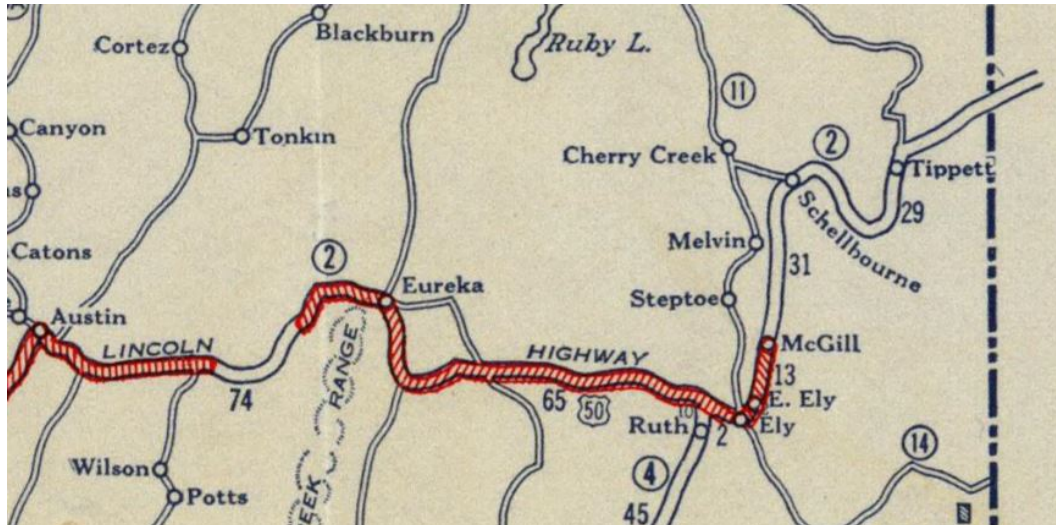 Cortez
Blackburn
Ruby L.
11
Canyon
Tonkin
Cherry Creek
2
Tippett
29
Schellbourne
Catons
2
Eureka
Melvin
31
Steptoe
Austin
LINCOLN
74
RANGE
HIGHWAY
McGill
13
65
50
10
E. Ely
Ruth
2
Ely
Wilson
Potts
4
14
45